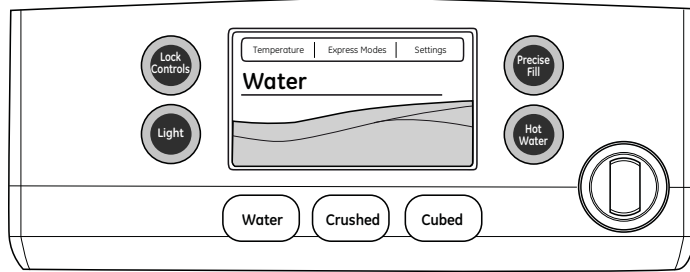 Lock
Controls
Light
Temperature Express Modes Settings
Water
Precise
Fill
Hot
Water
Water Crushed Cubed